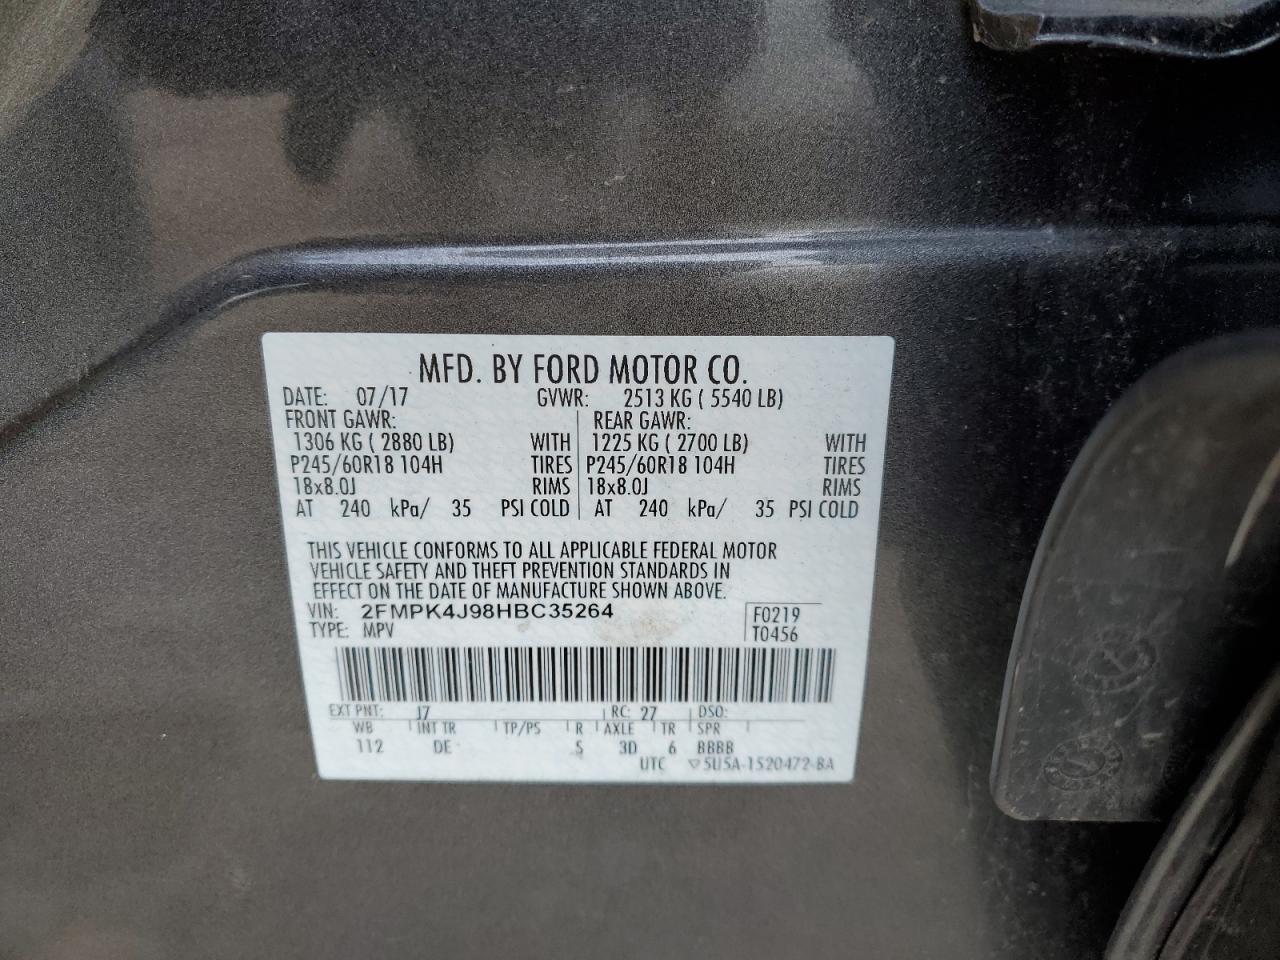 MFD. BY FORD MOTOR CO.
DATE: 07/17 GVWR: 2513 KG ( 5540 LB)
FRONT GAWR: REAR GAWR:
1306 KG ( 2880 LB) WITH 1225 KG ( 2700 LB) WITH
P245/60R18 104H TIRES P245/60R18 104H TIRES
18x8.0J RIMS 18x8.0J RIMS
AT 240 kPa/ 35 PSI COLD AT 240 kPa/ 35 PSI COLD
THIS VEHICLE CONFORMS TO ALL APPLICABLE FEDERAL MOTOR
VEHICLE SAFETY AND THEFT PREVENTION STANDARDS IN
EFFECT ON THE DATE OF MANUFACTURE SHOWN ABOVE.
VIN: 2FMPK4J98HBC35264 F0219
TYPE: MPV T0456
EXT PNT: J7 RC: 27 DSO:
WB INT TR TP/PS R AXLE TR SPR
112 DE S 3D 6 BBBB
UTC ▽5U5A-1520472-BA